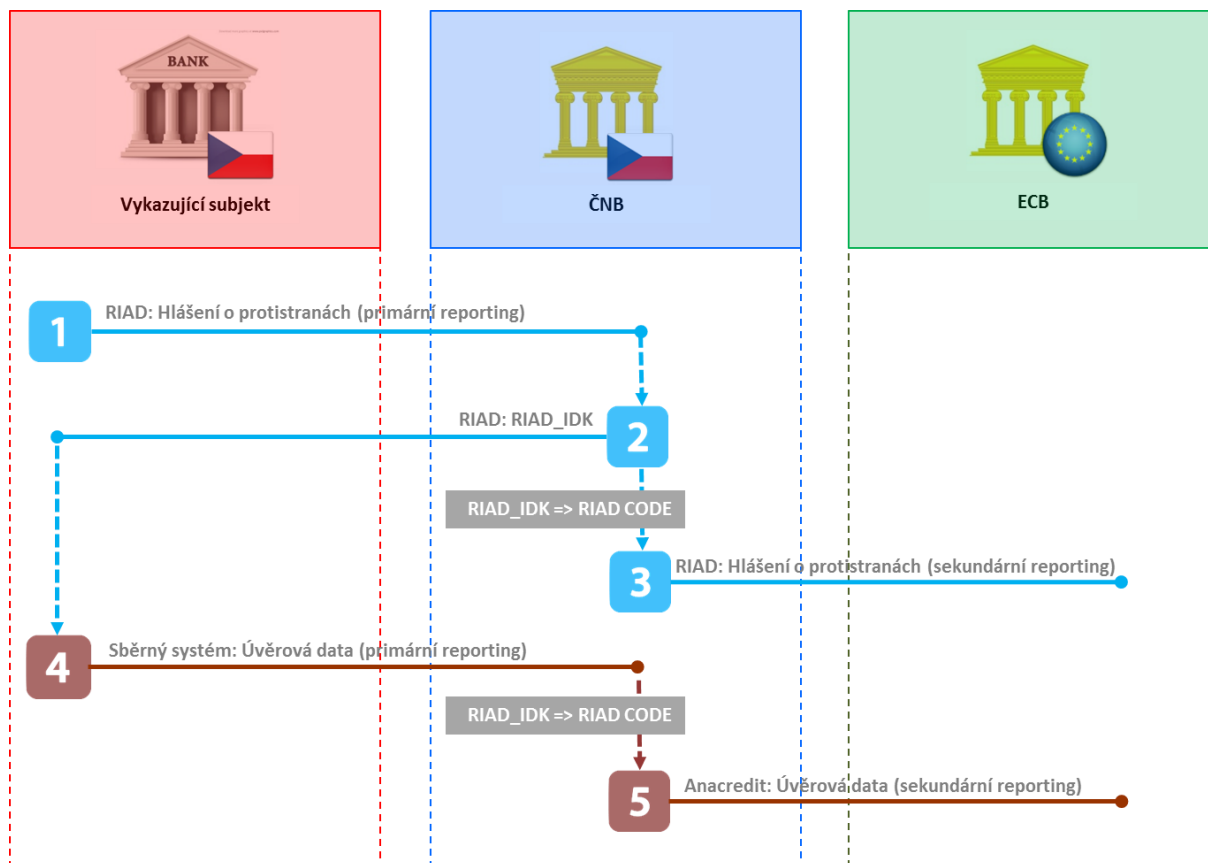 BANK
Vykazující subjekt
ČNB
ECB
RIAD: Hlášení o protistranách (primární reporting)
1
RIAD: RIAD_IDK
2
RIAD_IDK => RIAD CODE
3
RIAD: Hlášení o protistranách (sekundární reporting)
Sběrný systém: Úvěrová data (primární reporting)
4
RIAD_IDK => RIAD CODE
5
Anacredit: Úvěrová data (sekundární reporting)